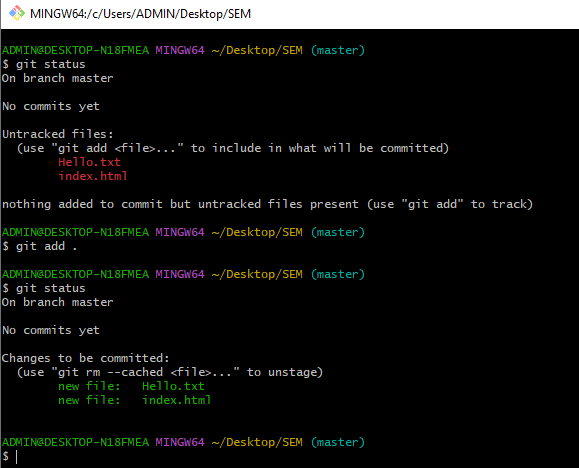 MINGW64:/c/Users/ADMIN/Desktop/SEM
ADMIN@DESKTOP-N18FMEA MINGW64 ~/Desktop/SEM (master)
$ git status
On branch master
No commits yet
Untracked files:
(use "git add <file>..." to include in what will be committed)
Hello.txt
index.html
nothing added to commit but untracked files present (use "git add" to track)
ADMIN@DESKTOP-N18FMEA MINGW64 ~/Desktop/SEM (master)
$ git add .
ADMIN@DESKTOP-N18FMEA MINGW64 ~/Desktop/SEM (master)
$ git status
On branch master
No commits yet
Changes to be committed:
(use "git rm --cached <file>..." to unstage)
new file:   Hello.txt
new file:   index.html
ADMIN@DESKTOP-N18FMEA MINGW64 ~/Desktop/SEM (master)
$